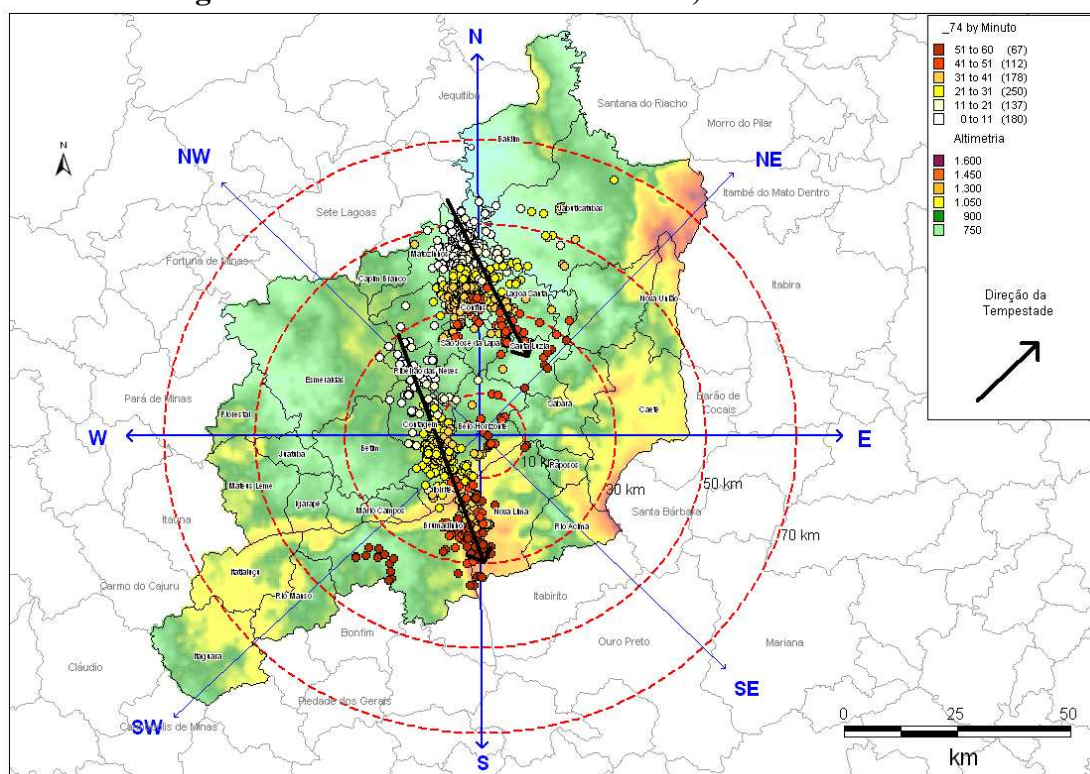 _74 by Minuto
51 to 60 (67)
41 to 51 (112)
31 to 41 (178)
21 to 31 (250)
11 to 21 (137)
0 to 11 (180)
Altimetria
1.600
1.450
1.300
1.050
900
750
Direção da
Tempestade
N
N
NW
NE
W
E
SW
SE
S
Jequitibá
Santana do Riacho
Morro do Pilar
Itambé do Mato Dentro
Baldim
Jaboticatubas
Sete Lagoas
Matozinhos
Fortuna de Minas
Capim Branco
Itabira
Lagoa Santa
Nova União
Confins
São José da Lapa
Santa Luzia
Ribeirão das Neves
Esmeraldas
Pará de Minas
Florestal
Sabará
Caeté
Barão de
Cocais
Contagem
Belo Horizonte
Betim
Juatuba
10 km
Raposos
Mateus Leme
Igarapé
Ibirité
30 km
50 km
70 km
Mário Campos
Itaúna
Santa Bárbara
Brumadinho
Nova Lima
Rio Acima
Itatiaiuçu
Carmo do Cajuru
Rio Manso
Itabirito
Bonfim
Ouro Preto
Mariana
Itaguara
Cláudio
Piedade dos Gerais
0 25 50
km